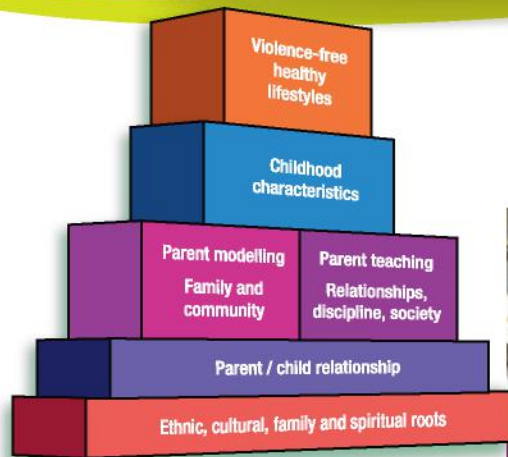 Violence-free
healthy
lifestyles
Childhood
characteristics
Parent modelling
Family and
community
Parent teaching
Relationships,
discipline, society
Parent / child relationship
Ethnic, cultural, family and spiritual roots